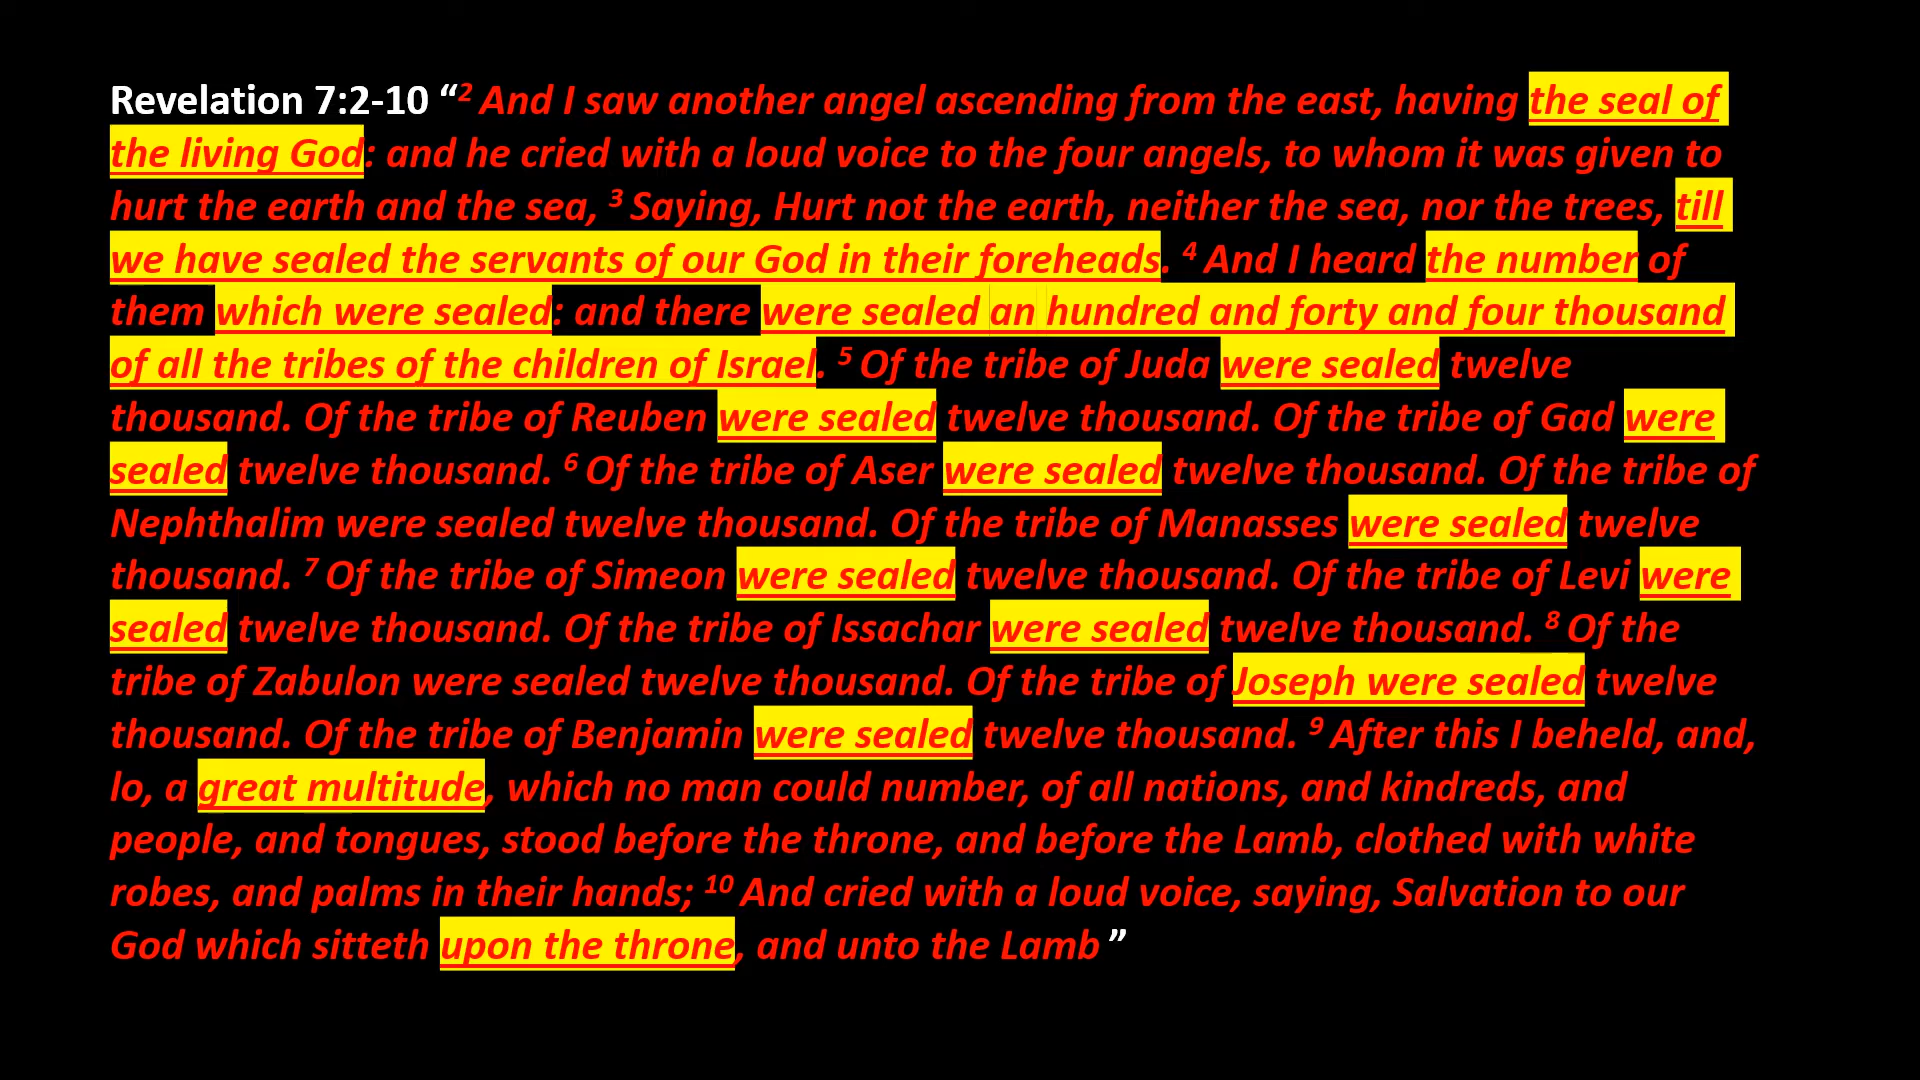 Revelation 7:2-10 “2 And I saw another angel ascending from the east, having the seal of
the living God: and he cried with a loud voice to the four angels, to whom it was given to
hurt the earth and the sea, 3 Saying, Hurt not the earth, neither the sea, nor the trees, till
we have sealed the servants of our God in their foreheads. 4 And I heard the number of
them which were sealed: and there were sealed an hundred and forty and four thousand
of all the tribes of the children of Israel. 5 Of the tribe of Juda were sealed twelve
thousand. Of the tribe of Reuben were sealed twelve thousand. Of the tribe of Gad were
sealed twelve thousand. 6 Of the tribe of Aser were sealed twelve thousand. Of the tribe of
Nephthalim were sealed twelve thousand. Of the tribe of Manasses were sealed twelve
thousand. 7 Of the tribe of Simeon were sealed twelve thousand. Of the tribe of Levi were
sealed twelve thousand. Of the tribe of Issachar were sealed twelve thousand. 8 Of the
tribe of Zabulon were sealed twelve thousand. Of the tribe of Joseph were sealed twelve
thousand. Of the tribe of Benjamin were sealed twelve thousand. 9 After this I beheld, and,
lo, a great multitude, which no man could number, of all nations, and kindreds, and
people, and tongues, stood before the throne, and before the Lamb, clothed with white
robes, and palms in their hands; 10 And cried with a loud voice, saying, Salvation to our
God which sitteth upon the throne, and unto the Lamb ”